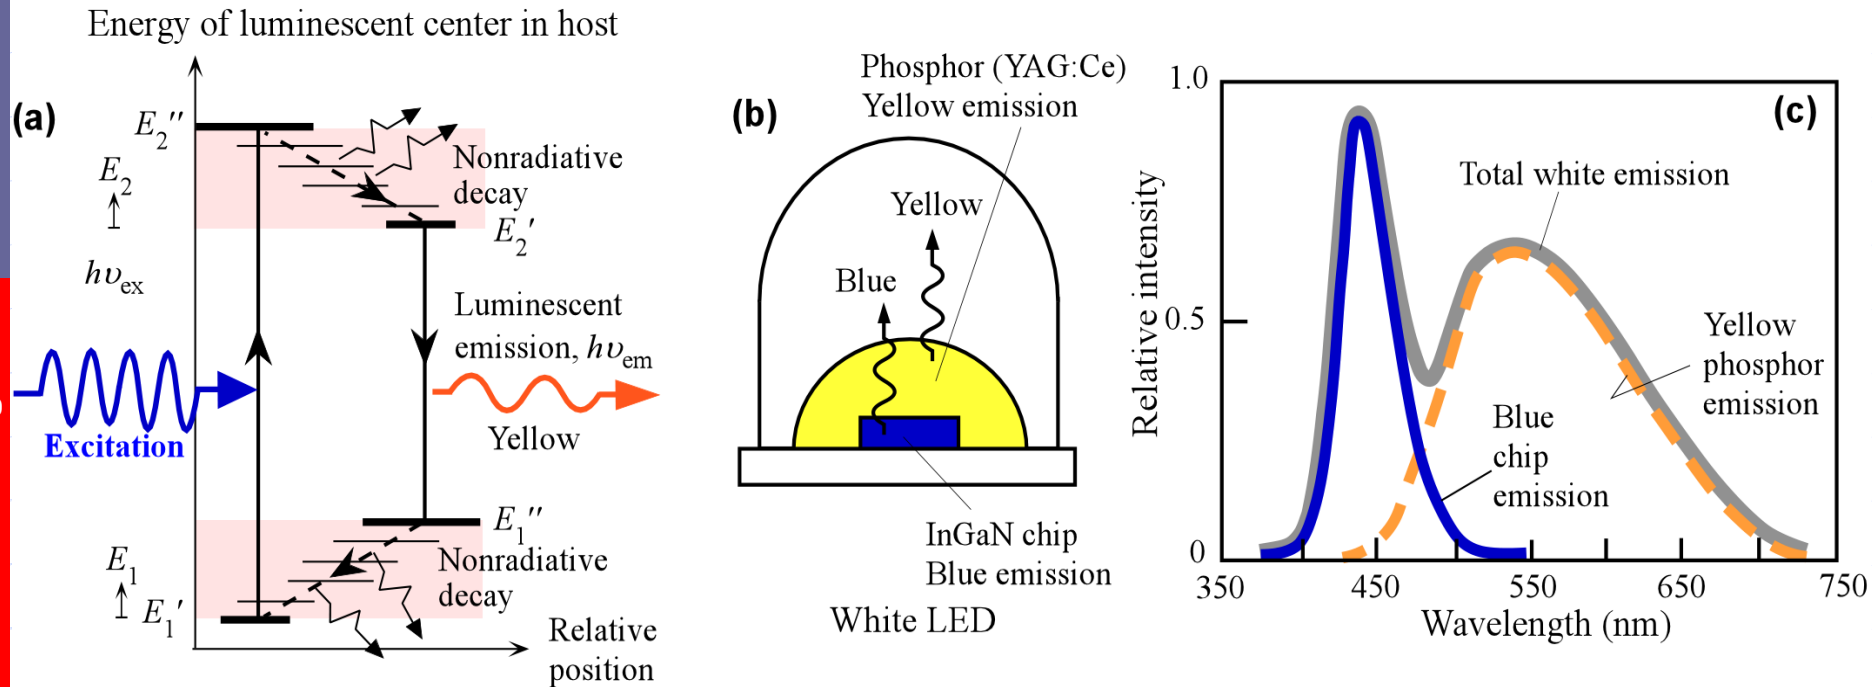 Energy of luminescent center in host
(a)
E₂′′
E₂
Nonradiative
decay
E₂′
hυₑₓ
Luminescent
emission, hυₑₘ
Excitation
Yellow
E₁′′
E₁
Nonradiative
decay
E₁′
Relative
position
(b)
Phosphor (YAG:Ce)
Yellow emission
Yellow
Blue
InGaN chip
Blue emission
White LED
(c)
1.0
0.5
0
Relative intensity
Total white emission
Yellow
phosphor
emission
Blue
chip
emission
350 450 550 650 750
Wavelength (nm)